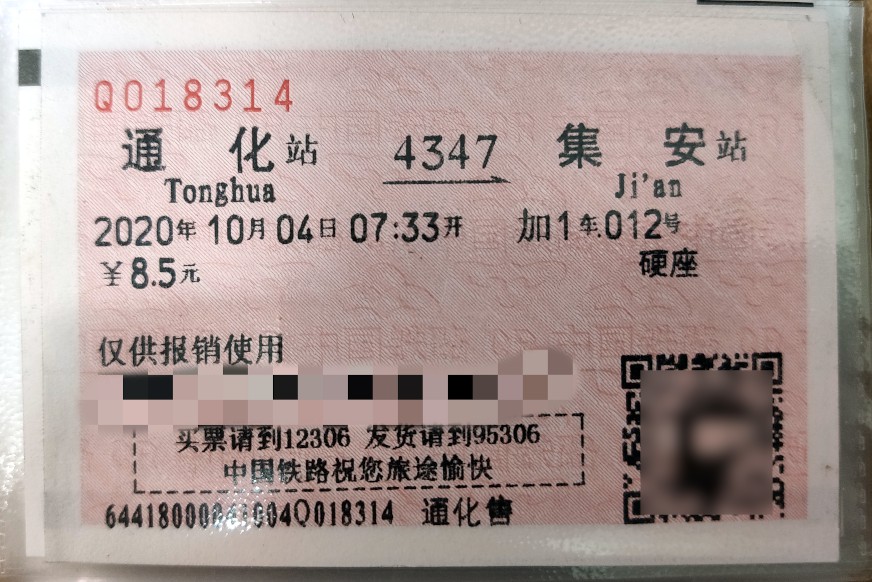 Q018314
通化站 4347 集安站
Tonghua Ji'an
2020年10月04日07:33开 加1车012号
¥8.5元 硬座
仅供报销使用
买票请到12306 发货请到95306
中国铁路祝您旅途愉快
通化售